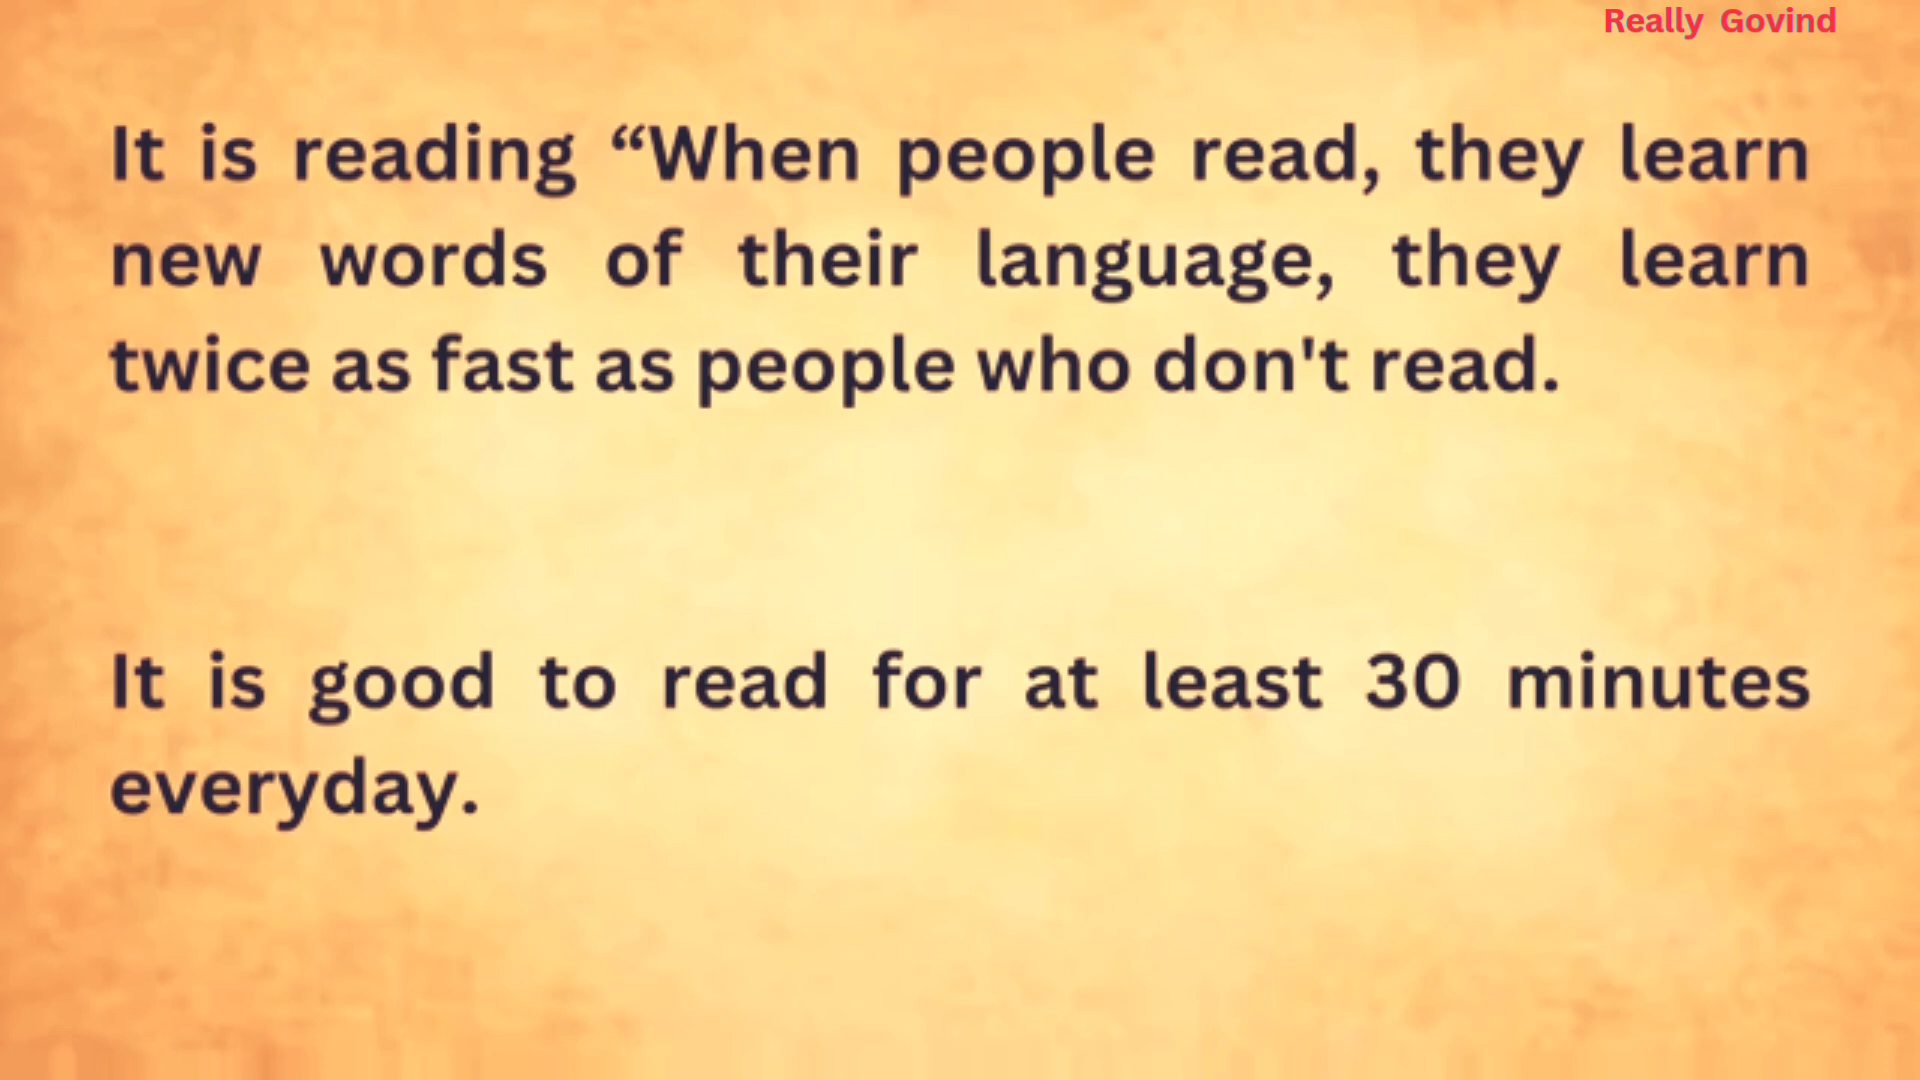 Really Govind
It is reading “When people read, they learn
new words of their language, they learn
twice as fast as people who don't read.
It is good to read for at least 30 minutes
everyday.